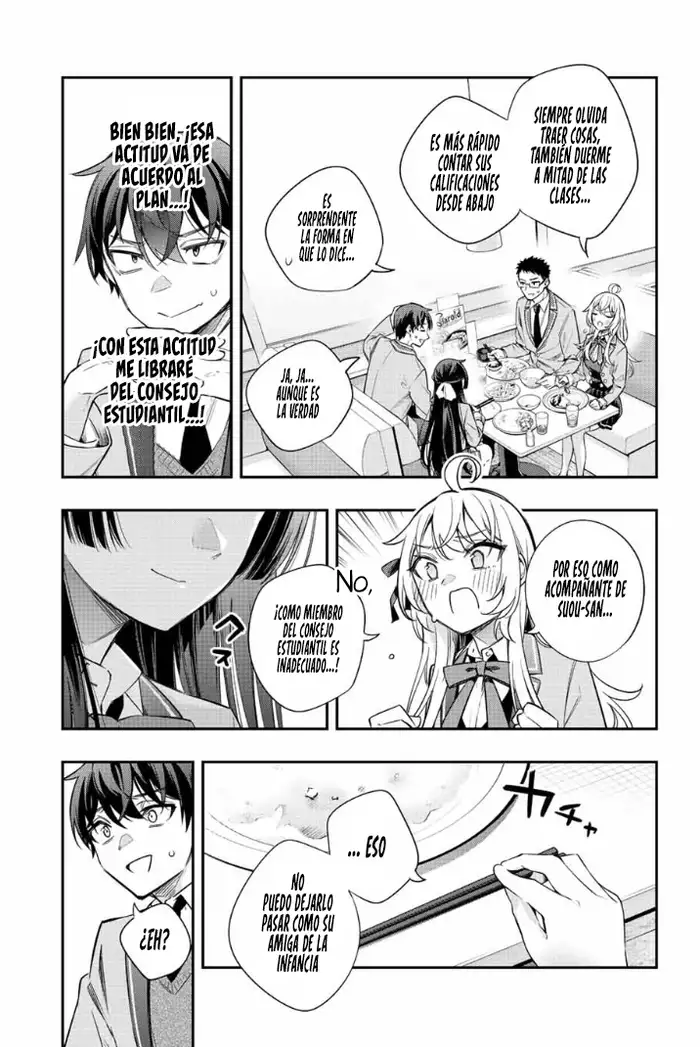 SIEMPRE OLVIDA
TRAER COSAS,
TAMBIÉN DUERME
A MITAD DE LAS
CLASES...
ES MÁS RÁPIDO
CONTAR SUS
CALIFICACIONES
DESDE ABAJO
ES
SORPRENDENTE
LA FORMA EN
QUE LO DICE...
JA, JA...
AUNQUE ES
LA VERDAD
BIEN BIEN, ¡ESA
ACTITUD VA DE
ACUERDO AL
PLAN...!
¡CON ESTA ACTITUD
ME LIBRARÉ
DEL CONSEJO
ESTUDIANTIL...!
POR ESO COMO
ACOMPAÑANTE DE
SUOU-SAN...
NO,
¡COMO MIEMBRO
DEL CONSEJO
ESTUDIANTIL ES
INADECUADO...!
カチャ
... ESO
NO
PUEDO DEJARLO
PASAR COMO SU
AMIGA DE LA
INFANCIA
¿EH?